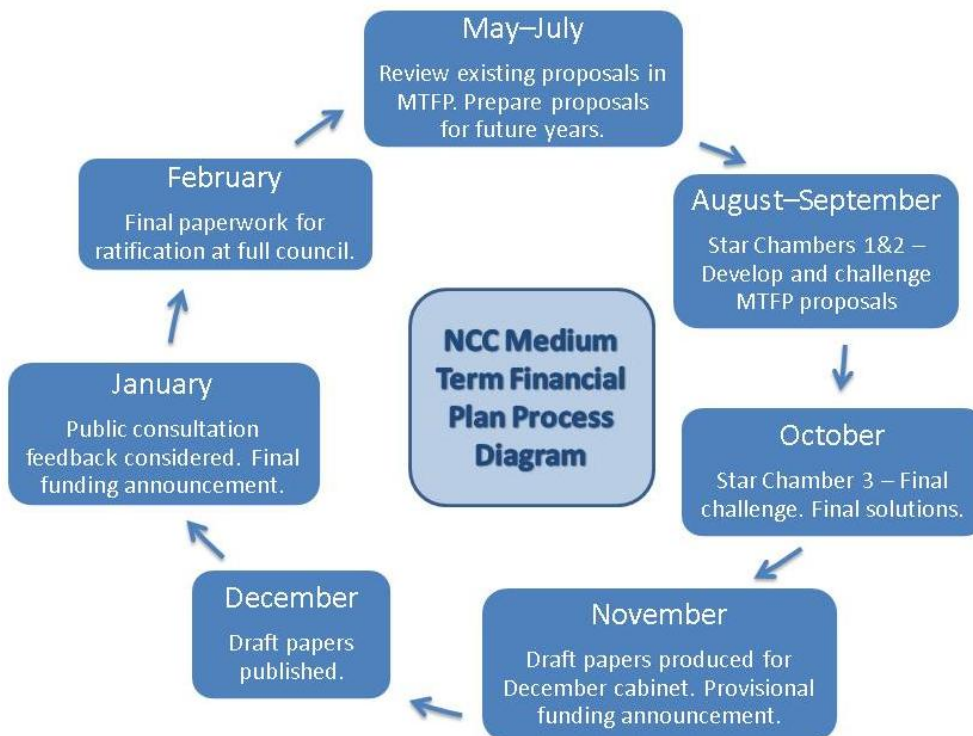 May–July
Review existing proposals in
MTFP. Prepare proposals
for future years.
August–September
Star Chambers 1&2 –
Develop and challenge
MTFP proposals
October
Star Chamber 3 – Final
challenge. Final solutions.
November
Draft papers produced for
December cabinet. Provisional
funding announcement.
December
Draft papers
published.
January
Public consultation
feedback considered. Final
funding announcement.
February
Final paperwork for
ratification at full council.
NCC Medium
Term Financial
Plan Process
Diagram